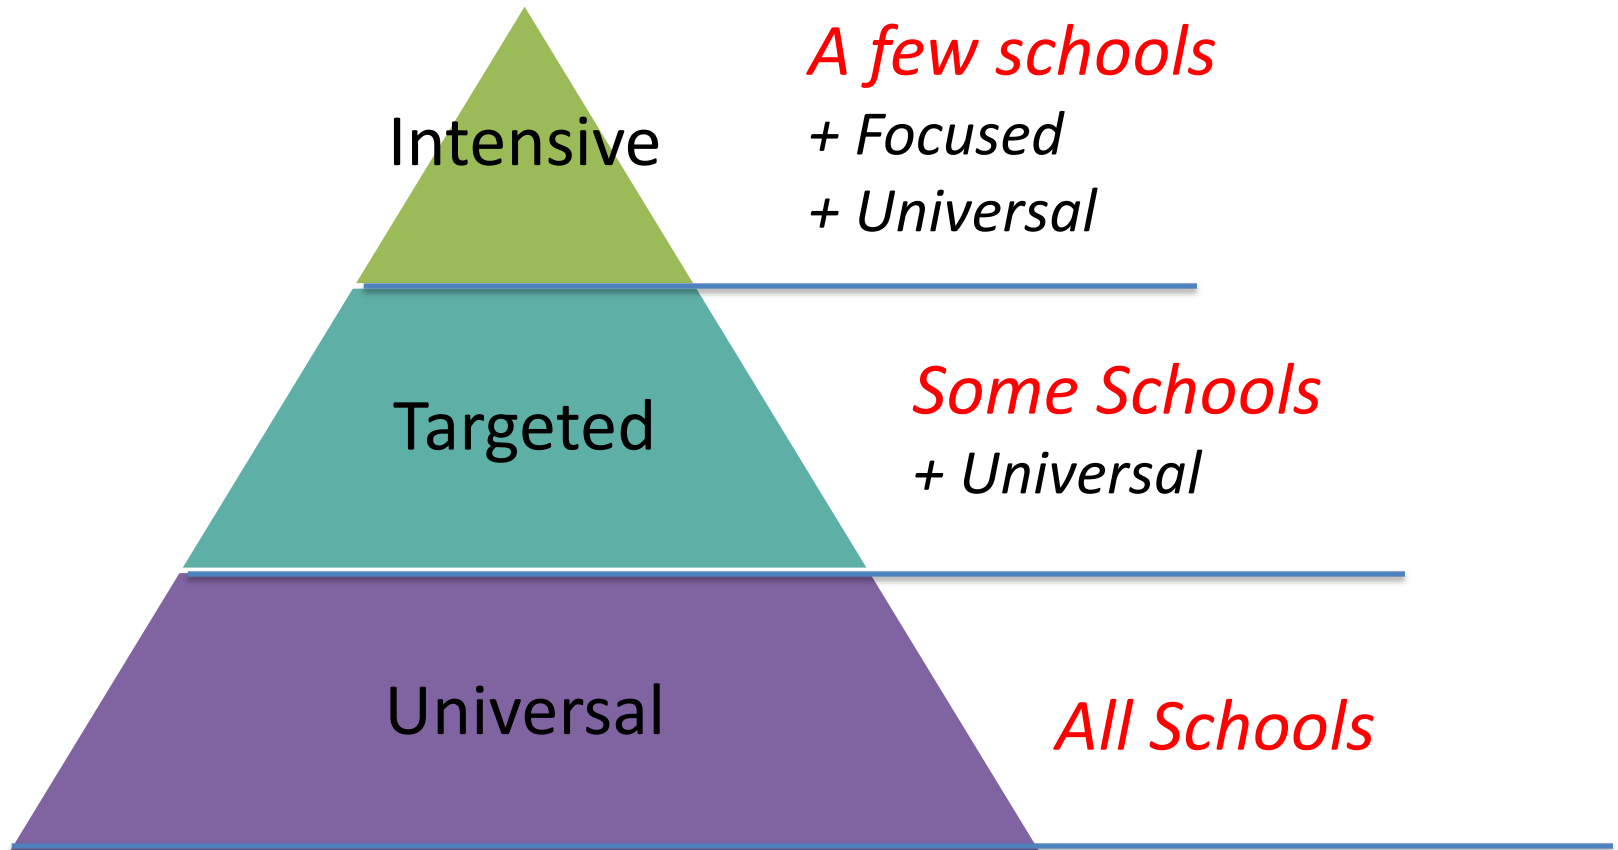 Intensive
A few schools
+ Focused
+ Universal
Targeted
Some Schools
+ Universal
Universal
All Schools